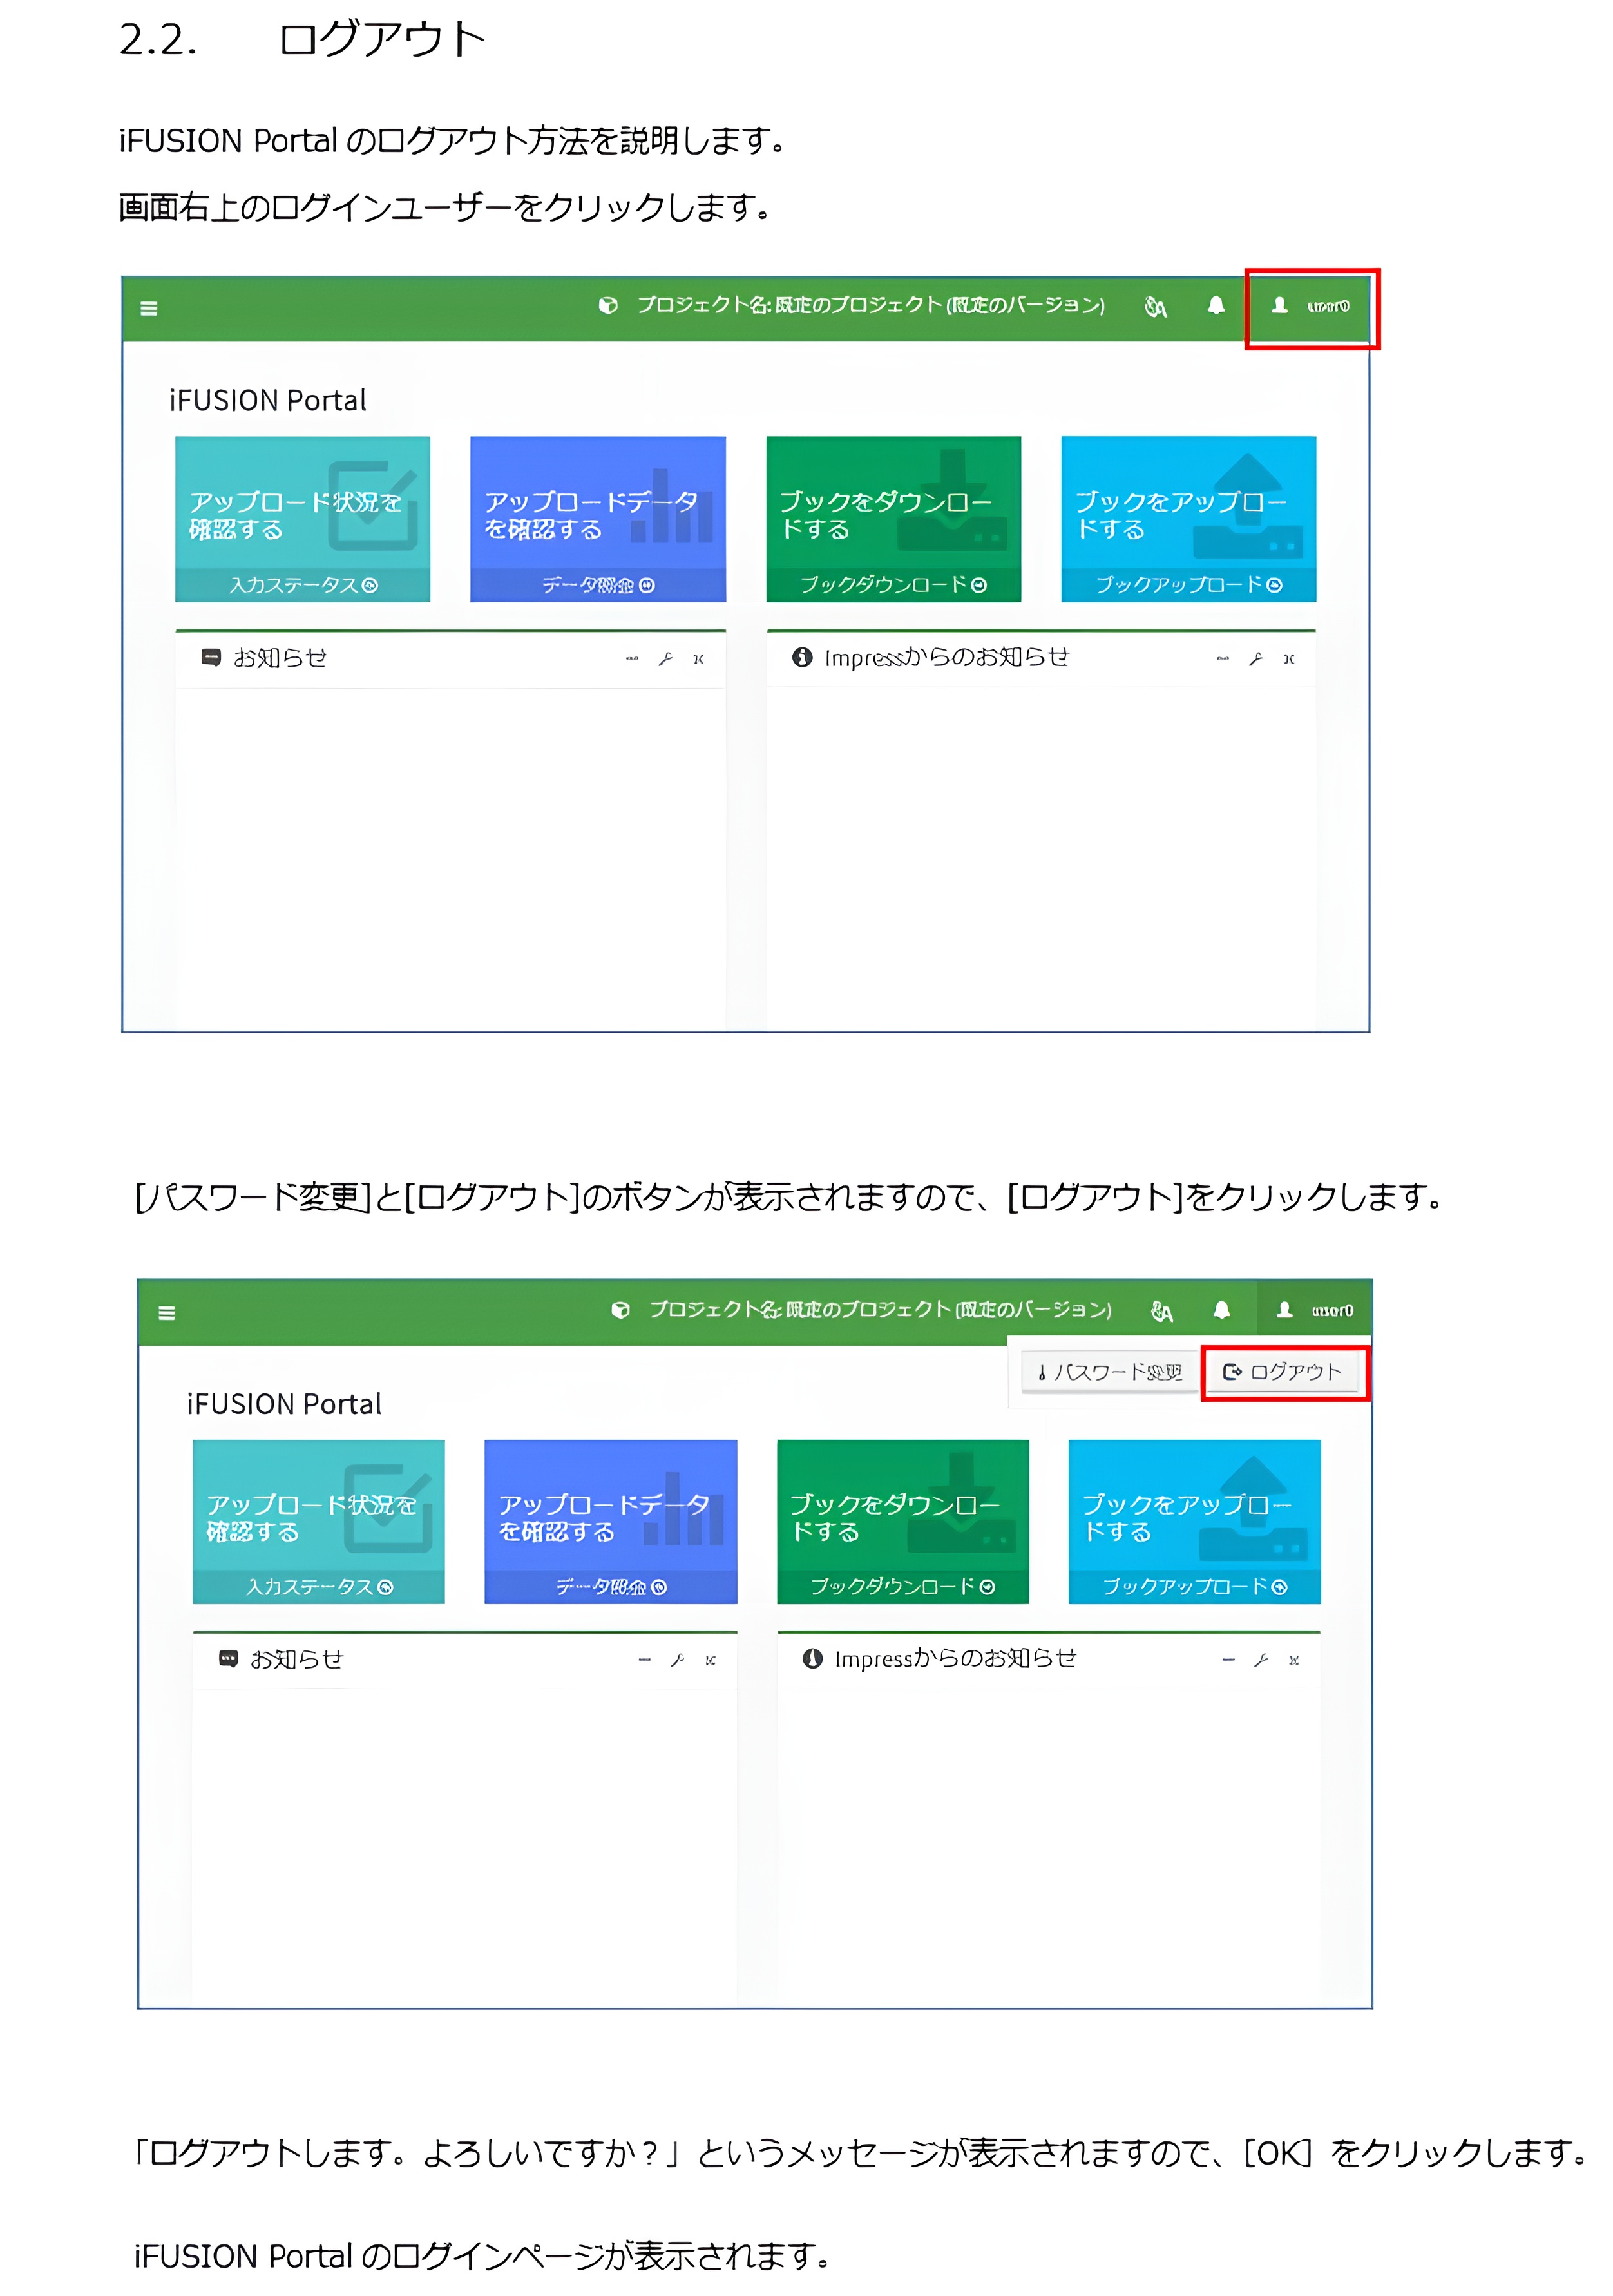 2.2. ログアウト
iFUSION Portal のログアウト方法を説明します。
画面右上のログインユーザーをクリックします。
プロジェクト名: 既定のプロジェクト (既定のバージョン)
iFUSION Portal
アップロード状況を
確認する
入力ステータス
アップロードデータ
を確認する
データ照会
ブックをダウンロー
ドする
ブックダウンロード
ブックをアップロー
ドする
ブックアップロード
お知らせ
Impressからのお知らせ
[パスワード変更]と[ログアウト]のボタンが表示されますので、[ログアウト]をクリックします。
プロジェクト名: 既定のプロジェクト (既定のバージョン)
user0
パスワード変更
ログアウト
iFUSION Portal
アップロード状況を
確認する
入力ステータス
アップロードデータ
を確認する
データ照会
ブックをダウンロー
ドする
ブックダウンロード
ブックをアップロー
ドする
ブックアップロード
お知らせ
Impressからのお知らせ
「ログアウトします。よろしいですか？」というメッセージが表示されますので、[OK] をクリックします。
iFUSION Portal のログインページが表示されます。